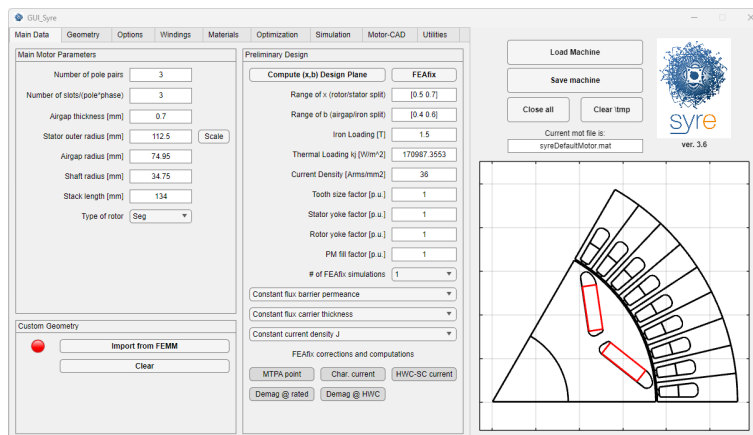 GUI_Syre
Main Data Geometry Options Windings Materials Optimization Simulation Motor-CAD Utilities
Main Motor Parameters
Number of pole pairs 3
Number of slots/(pole*phase) 3
Airgap thickness [mm] 0.7
Stator outer radius [mm] 112.5 Scale
Airgap radius [mm] 74.95
Shaft radius [mm] 34.75
Stack length [mm] 134
Type of rotor Seg
Custom Geometry
Import from FEMM
Clear
Preliminary Design
Compute (x,b) Design Plane FEAfix
Range of x (rotor/stator split) [0.5 0.7]
Range of b (airgap/iron split) [0.4 0.6]
Iron Loading [T] 1.5
Thermal Loading kj [W/m^2] 170987.3553
Current Density [Arms/mm2] 36
Tooth size factor [p.u.] 1
Stator yoke factor [p.u.] 1
Rotor yoke factor [p.u.] 1
PM fill factor [p.u.] 1
# of FEAfix simulations 1
Constant flux barrier permeance
Constant flux carrier thickness
Constant current density J
FEAfix corrections and computations
MTPA point Char. current HWC-SC current
Demag @ rated Demag @ HWC
Load Machine
Save machine
Close all Clear \tmp
Current mot file is:
syreDefaultMotor.mat
syre
ver. 3.6